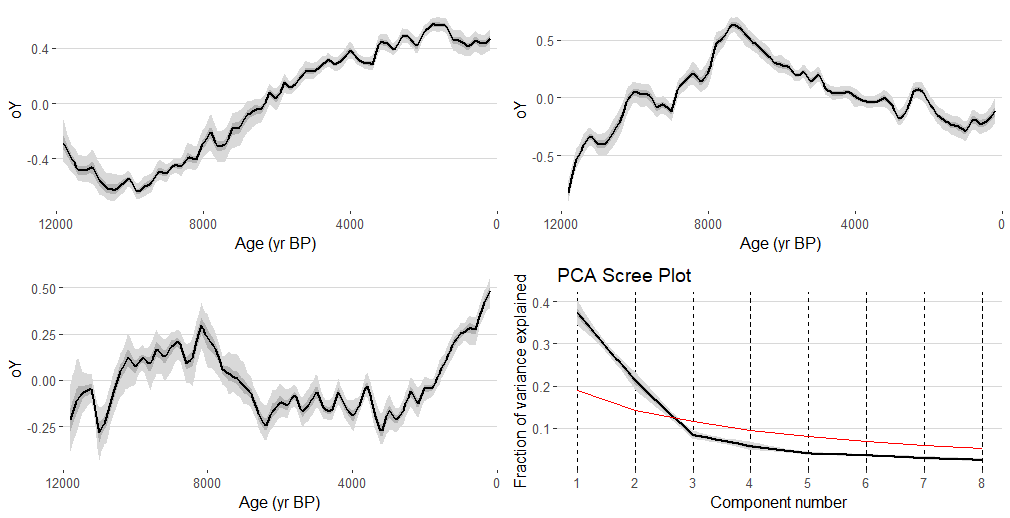 0.4
0.0
-0.4
oY
12000 8000 4000 0
Age (yr BP)
0.5
0.0
-0.5
oY
12000 8000 4000 0
Age (yr BP)
0.50
0.25
0.00
-0.25
oY
12000 8000 4000 0
Age (yr BP)
PCA Scree Plot
0.4
0.3
0.2
0.1
Fraction of variance explained
1 2 3 4 5 6 7 8
Component number